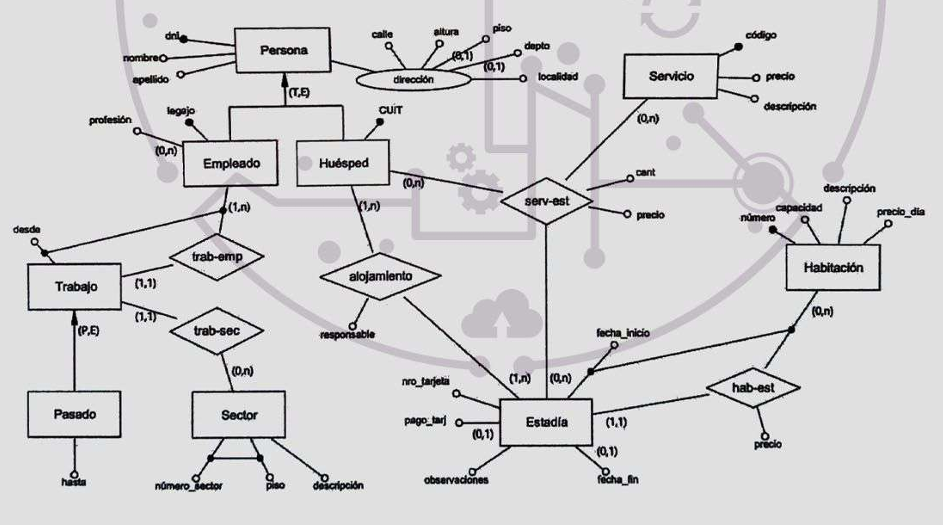 dni
nombre
apellido
Persona
calle
altura
piso
(0,1)
depto
(0,1)
localidad
dirección
(T,E)
código
Servicio
precio
descripción
(0,n)
profesión
(0,n)
legajo
Empleado
CUIT
Huésped
(0,n)
(1,n)
(1,n)
serv-est
cant
precio
descripción
capacidad
número
precio_día
Habitación
(0,n)
desde
Trabajo
(1,1)
trab-emp
(1,1)
trab-sec
(P,E)
(0,n)
alojamiento
responsable
fecha_inicio
(1,n)
(0,n)
hab-est
precio
(1,1)
Pasado
hasta
Sector
número_sector
piso
descripción
nro_tarjeta
pago_tarj
(0,1)
Estadía
observaciones
(0,1)
fecha_fin